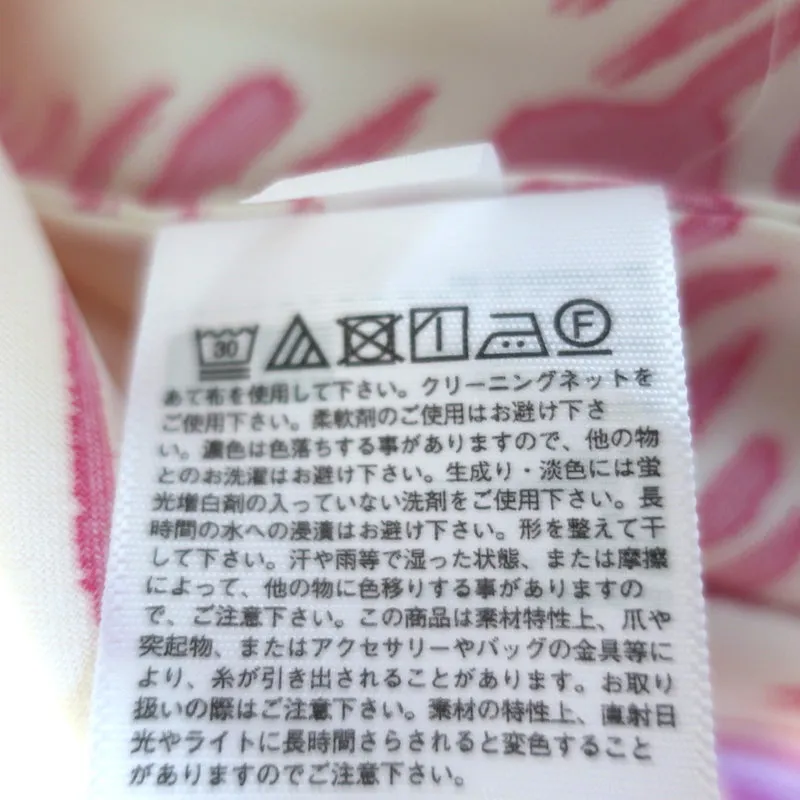 30
F
あて布を使用して下さい。クリーニングネットを
ご使用下さい。柔軟剤のご使用はお避け下さ
い。濃色は色落ちする事がありますので、他の物
とのお洗濯はお避け下さい。生成り・淡色には蛍
光増白剤の入っていない洗剤をご使用下さい。長
時間の水への浸漬はお避け下さい。形を整えて干
して下さい。汗や雨等で湿った状態、または摩擦
によって、他の物に色移りする事がありますの
で、ご注意下さい。この商品は素材特性上、爪や
突起物、またはアクセサリーやバッグの金具等に
より、糸が引き出されることがあります。お取り
扱いの際はご注意下さい。素材の特性上、直射日
光やライトに長時間さらされると変色すること
がありますのでご注意下さい。